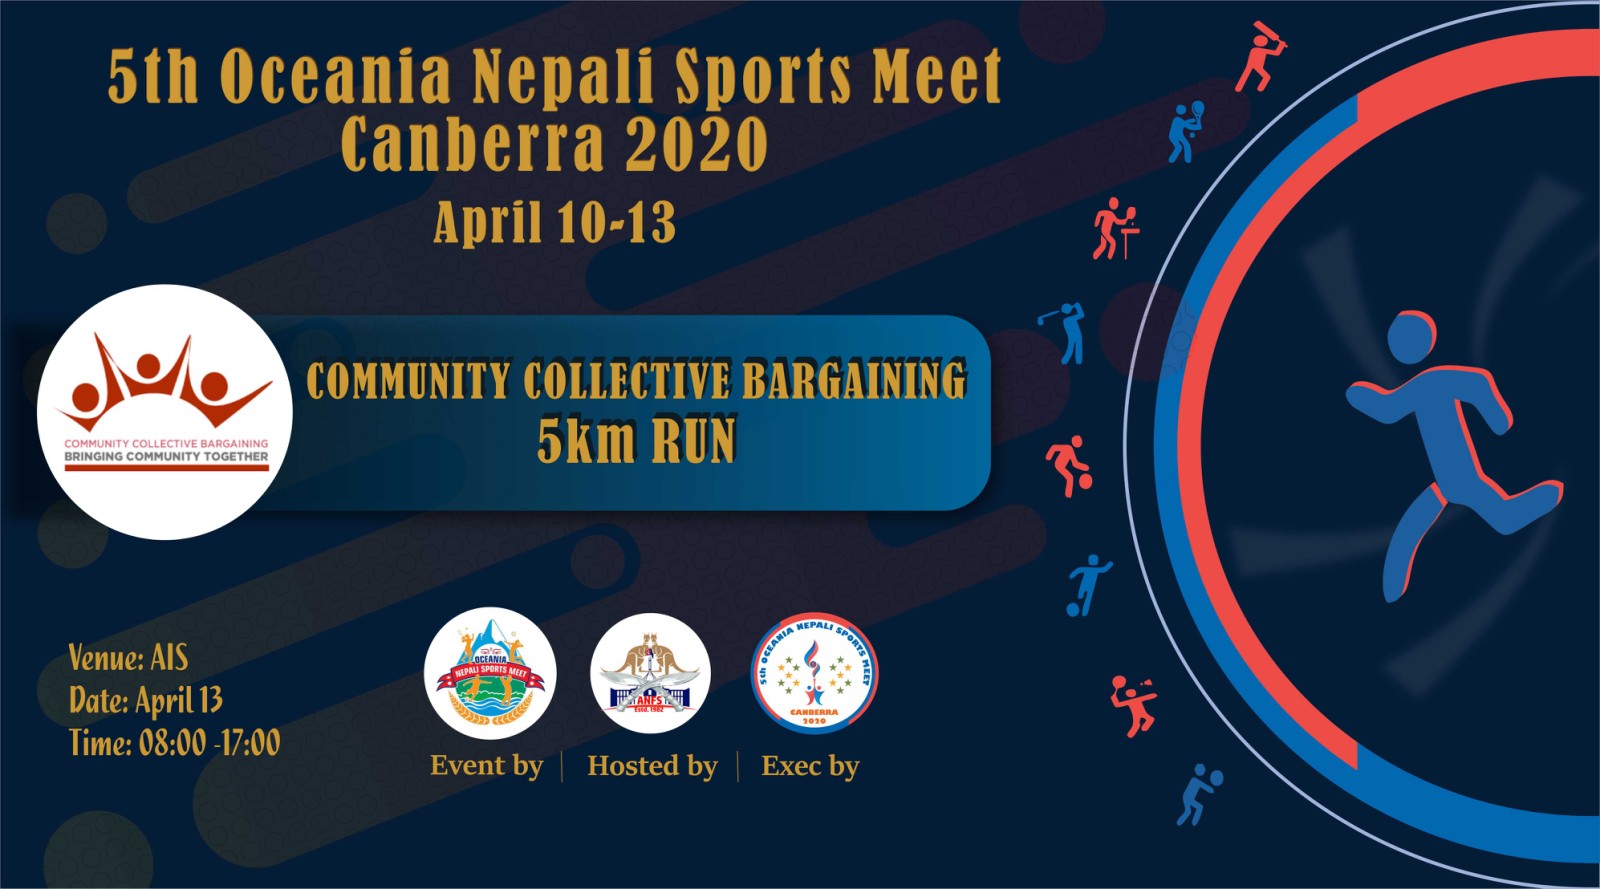 5th Oceania Nepali Sports Meet
Canberra 2020
April 10-13
COMMUNITY COLLECTIVE BARGAINING
BRINGING COMMUNITY TOGETHER
COMMUNITY COLLECTIVE BARGAINING
5km RUN
Venue: AIS
Date: April 13
Time: 08:00 -17:00
OCEANIA
NEPALI SPORTS MEET
Event by
ANFS
Estd. 1982
Hosted by
5th OCEANIA NEPALI SPORTS MEET
CANBERRA
2020
Exec by